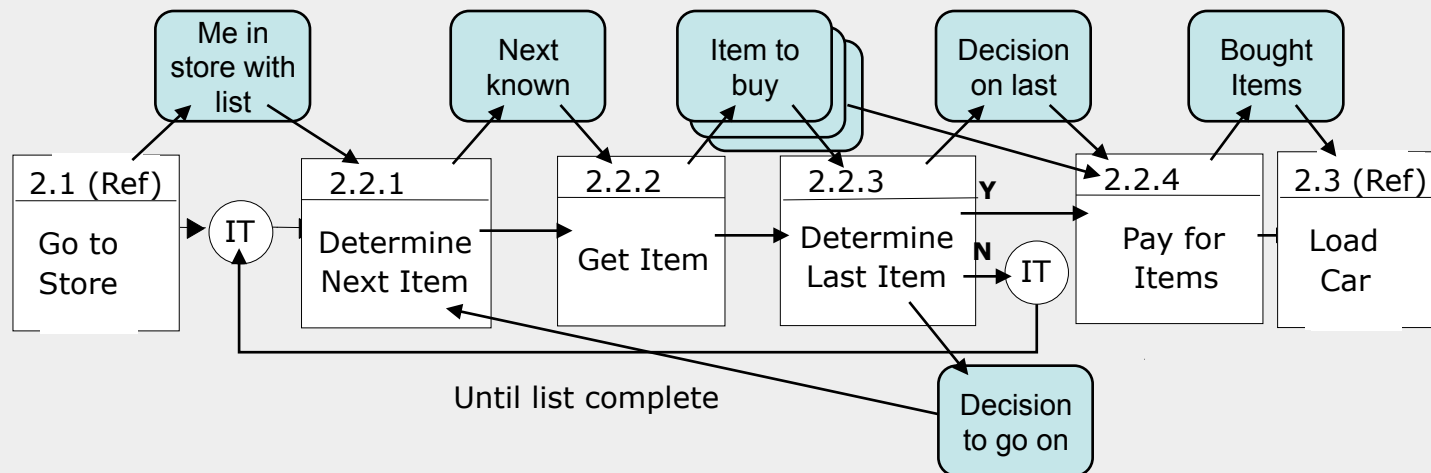 Me in
store with
list
Next
known
Item to
buy
Decision
on last
Bought
Items
2.1 (Ref)
Go to
Store
IT
2.2.1
Determine
Next Item
2.2.2
Get Item
2.2.3
Determine
Last Item
Y
N
IT
2.2.4
Pay for
Items
2.3 (Ref)
Load
Car
Until list complete
Decision
to go on